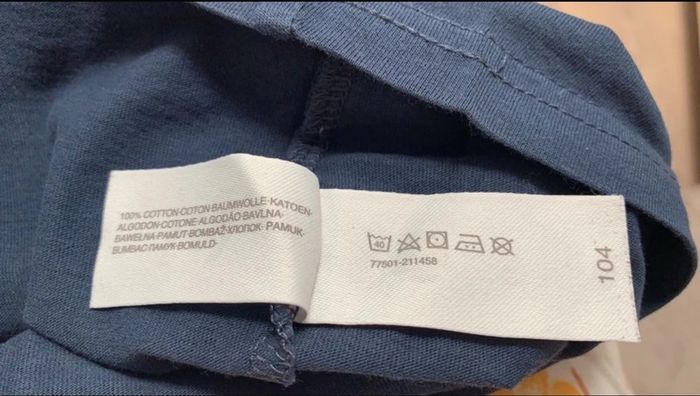 100% COTTON·COTON·BAUMWOLLE·KATOEN·
ALGODON·COTONE·ALGODÃO·BAVLNA·
BAWEŁNA·PAMUT·BOMBAŽ·ХЛОПОК·PAMUK·
BUMBAC·ПАМУК·BOMULD·
40
77801-211458
104